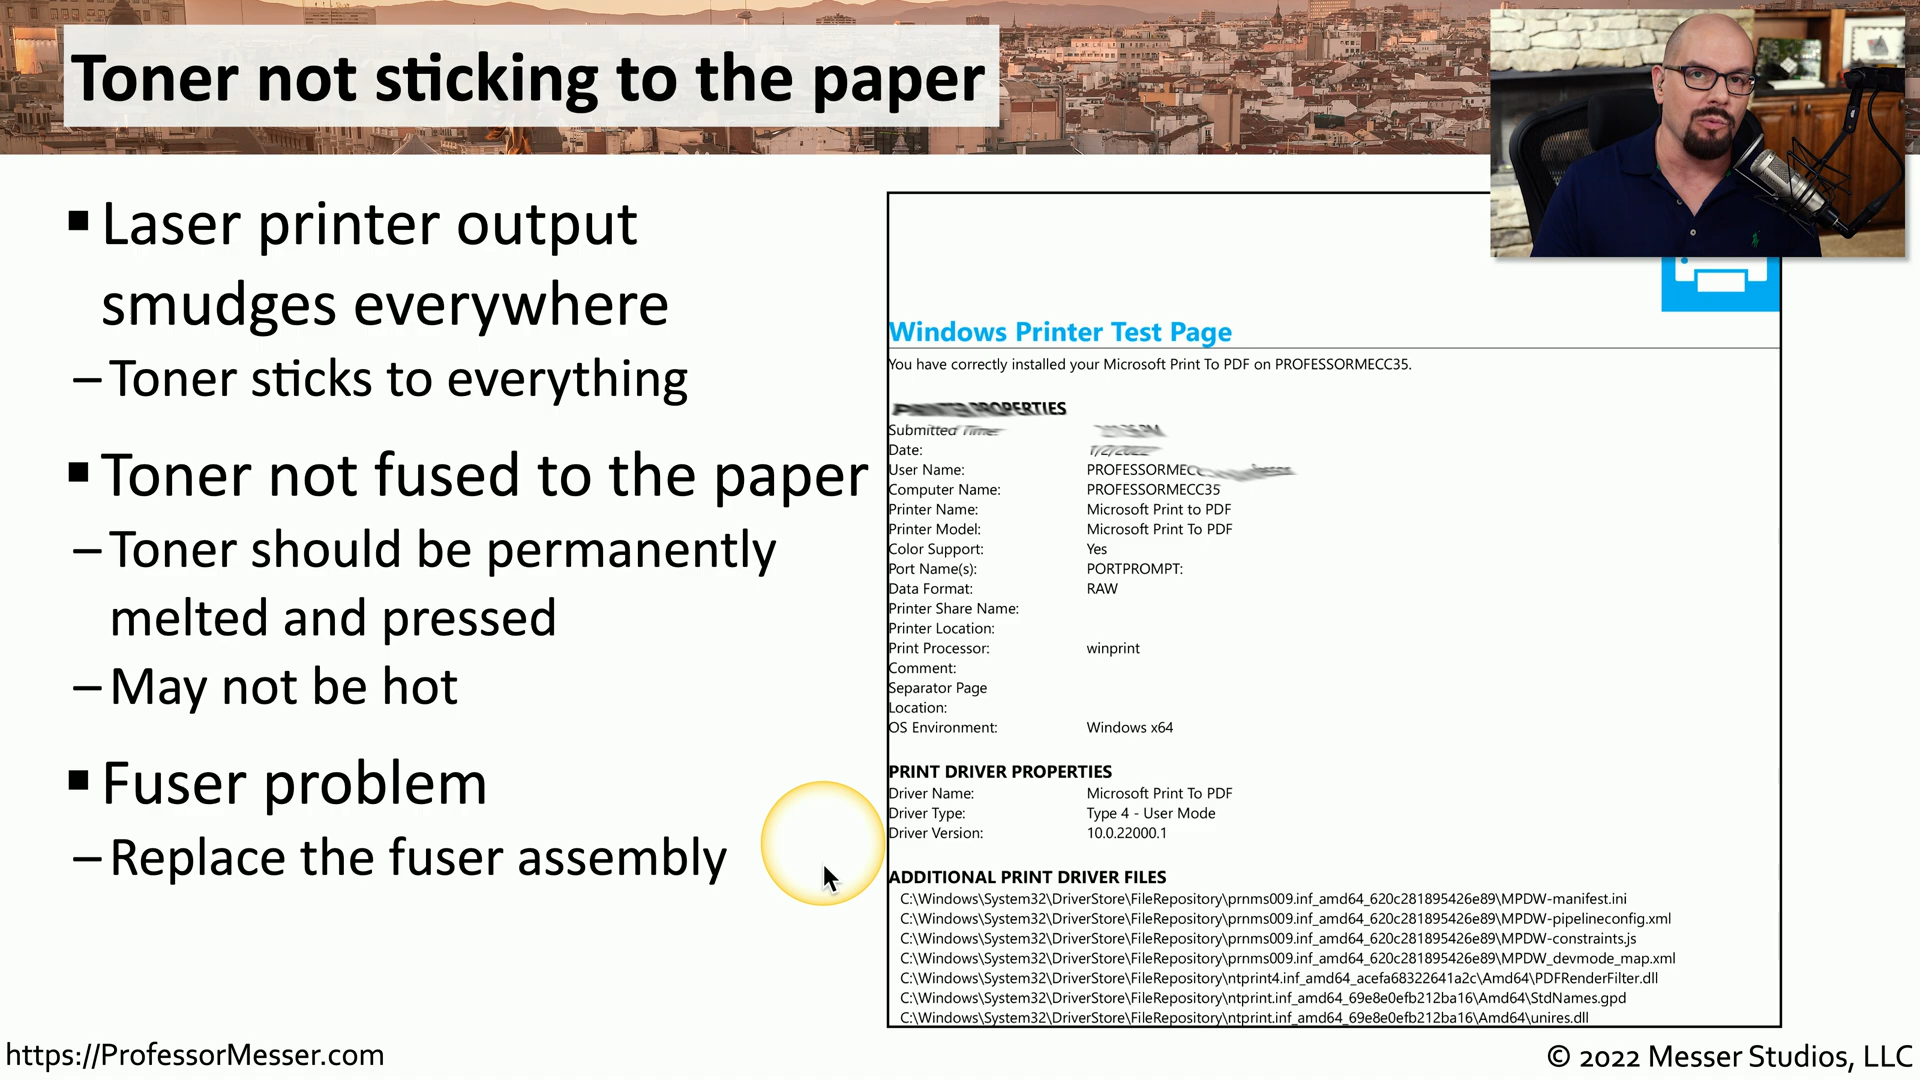 Toner not sticking to the paper
▪ Laser printer output
smudges everywhere
– Toner sticks to everything
▪ Toner not fused to the paper
– Toner should be permanently
melted and pressed
– May not be hot
▪ Fuser problem
– Replace the fuser assembly
Windows Printer Test Page
You have correctly installed your Microsoft Print To PDF on PROFESSORMECC35.
PRINTER PROPERTIES
Submitted Time:
Date: 1/2/2022
User Name: PROFESSORMECC
Computer Name: PROFESSORMECC35
Printer Name: Microsoft Print to PDF
Printer Model: Microsoft Print To PDF
Color Support: Yes
Port Name(s): PORTPROMPT:
Data Format: RAW
Printer Share Name:
Printer Location:
Print Processor: winprint
Comment:
Separator Page
Location:
OS Environment: Windows x64
PRINT DRIVER PROPERTIES
Driver Name: Microsoft Print To PDF
Driver Type: Type 4 - User Mode
Driver Version: 10.0.22000.1
ADDITIONAL PRINT DRIVER FILES
C:\Windows\System32\DriverStore\FileRepository\prnms009.inf_amd64_620c281895426e89\MPDW-manifest.ini
C:\Windows\System32\DriverStore\FileRepository\prnms009.inf_amd64_620c281895426e89\MPDW-pipelineconfig.xml
C:\Windows\System32\DriverStore\FileRepository\prnms009.inf_amd64_620c281895426e89\MPDW-constraints.js
C:\Windows\System32\DriverStore\FileRepository\prnms009.inf_amd64_620c281895426e89\MPDW_devmode_map.xml
C:\Windows\System32\DriverStore\FileRepository\ntprint4.inf_amd64_acefa68322641a2c\Amd64\PDFRenderFilter.dll
C:\Windows\System32\DriverStore\FileRepository\ntprint.inf_amd64_69e8e0efb212ba16\Amd64\StdNames.gpd
C:\Windows\System32\DriverStore\FileRepository\ntprint.inf_amd64_69e8e0efb212ba16\Amd64\unires.dll
https://ProfessorMesser.com
© 2022 Messer Studios, LLC